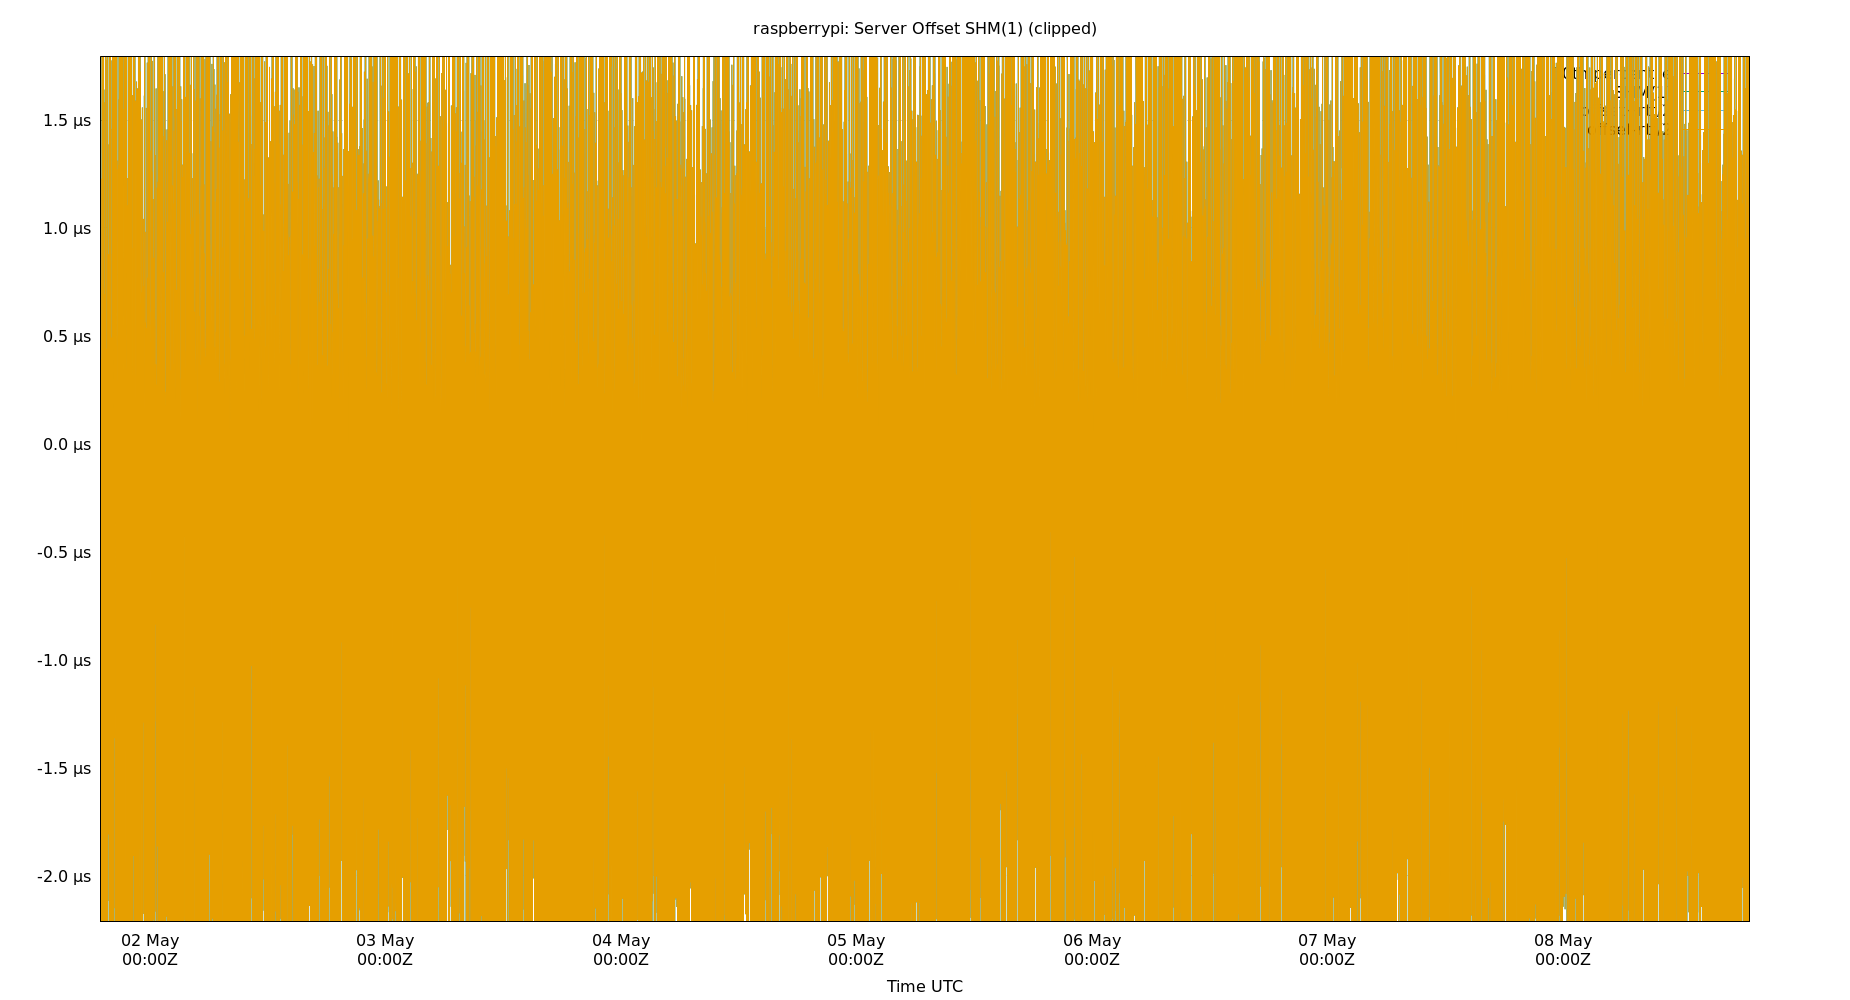 raspberrypi: Server Offset SHM(1) (clipped)
1.5 µs
1.0 µs
0.5 µs
0.0 µs
-0.5 µs
-1.0 µs
-1.5 µs
-2.0 µs
02 May 03 May 04 May 05 May 06 May 07 May 08 May
00:00Z 00:00Z 00:00Z 00:00Z 00:00Z 00:00Z 00:00Z
Time UTC